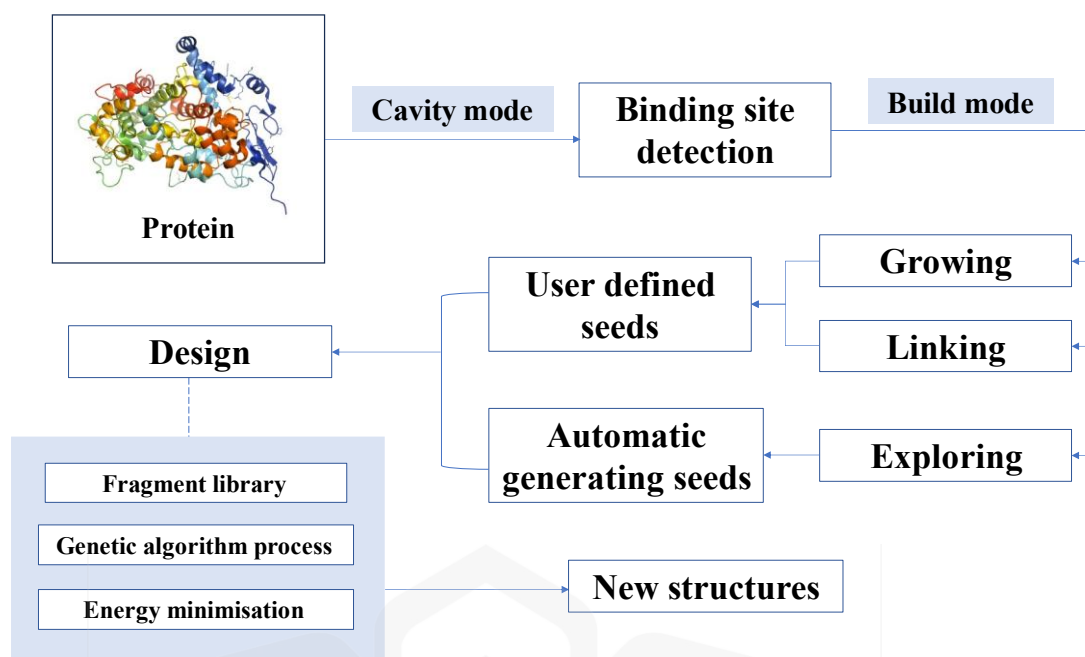 Protein
Cavity mode
Binding site
detection
Build mode
Growing
Linking
Exploring
User defined
seeds
Automatic
generating seeds
Design
Fragment library
Genetic algorithm process
Energy minimisation
New structures